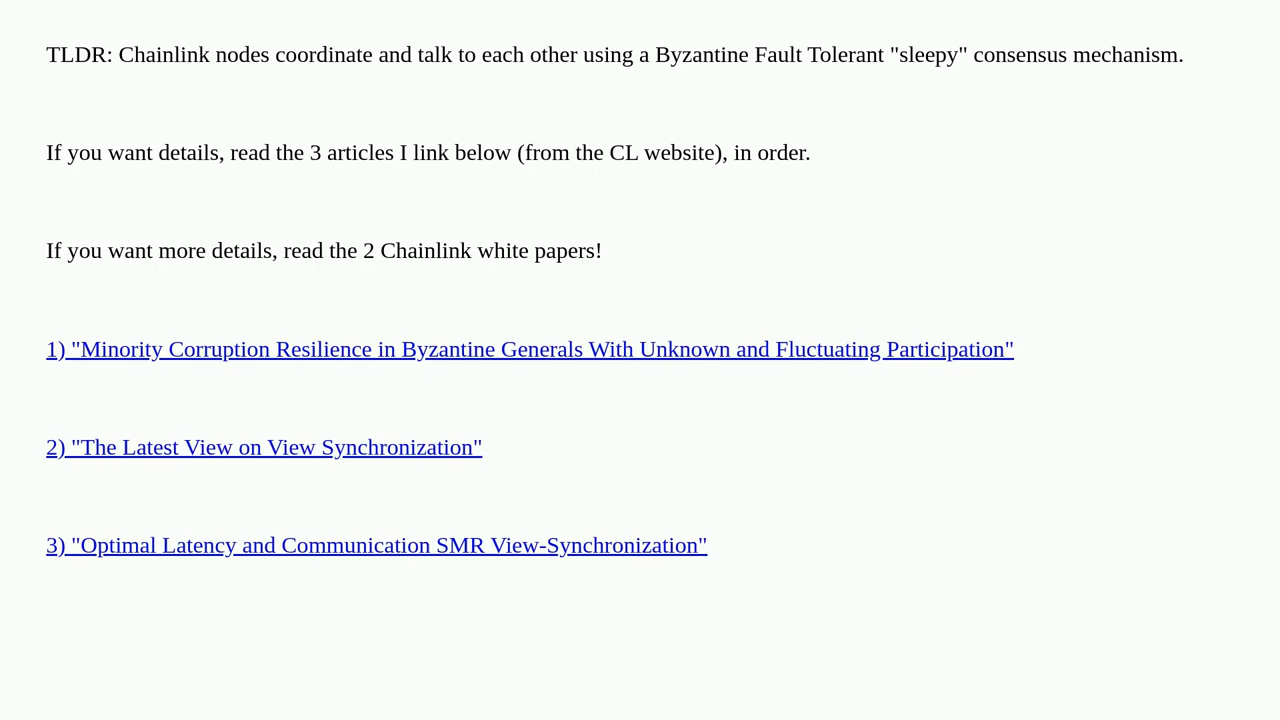 TLDR: Chainlink nodes coordinate and talk to each other using a Byzantine Fault Tolerant "sleepy" consensus mechanism.
If you want details, read the 3 articles I link below (from the CL website), in order.
If you want more details, read the 2 Chainlink white papers!
1) "Minority Corruption Resilience in Byzantine Generals With Unknown and Fluctuating Participation"
2) "The Latest View on View Synchronization"
3) "Optimal Latency and Communication SMR View-Synchronization"